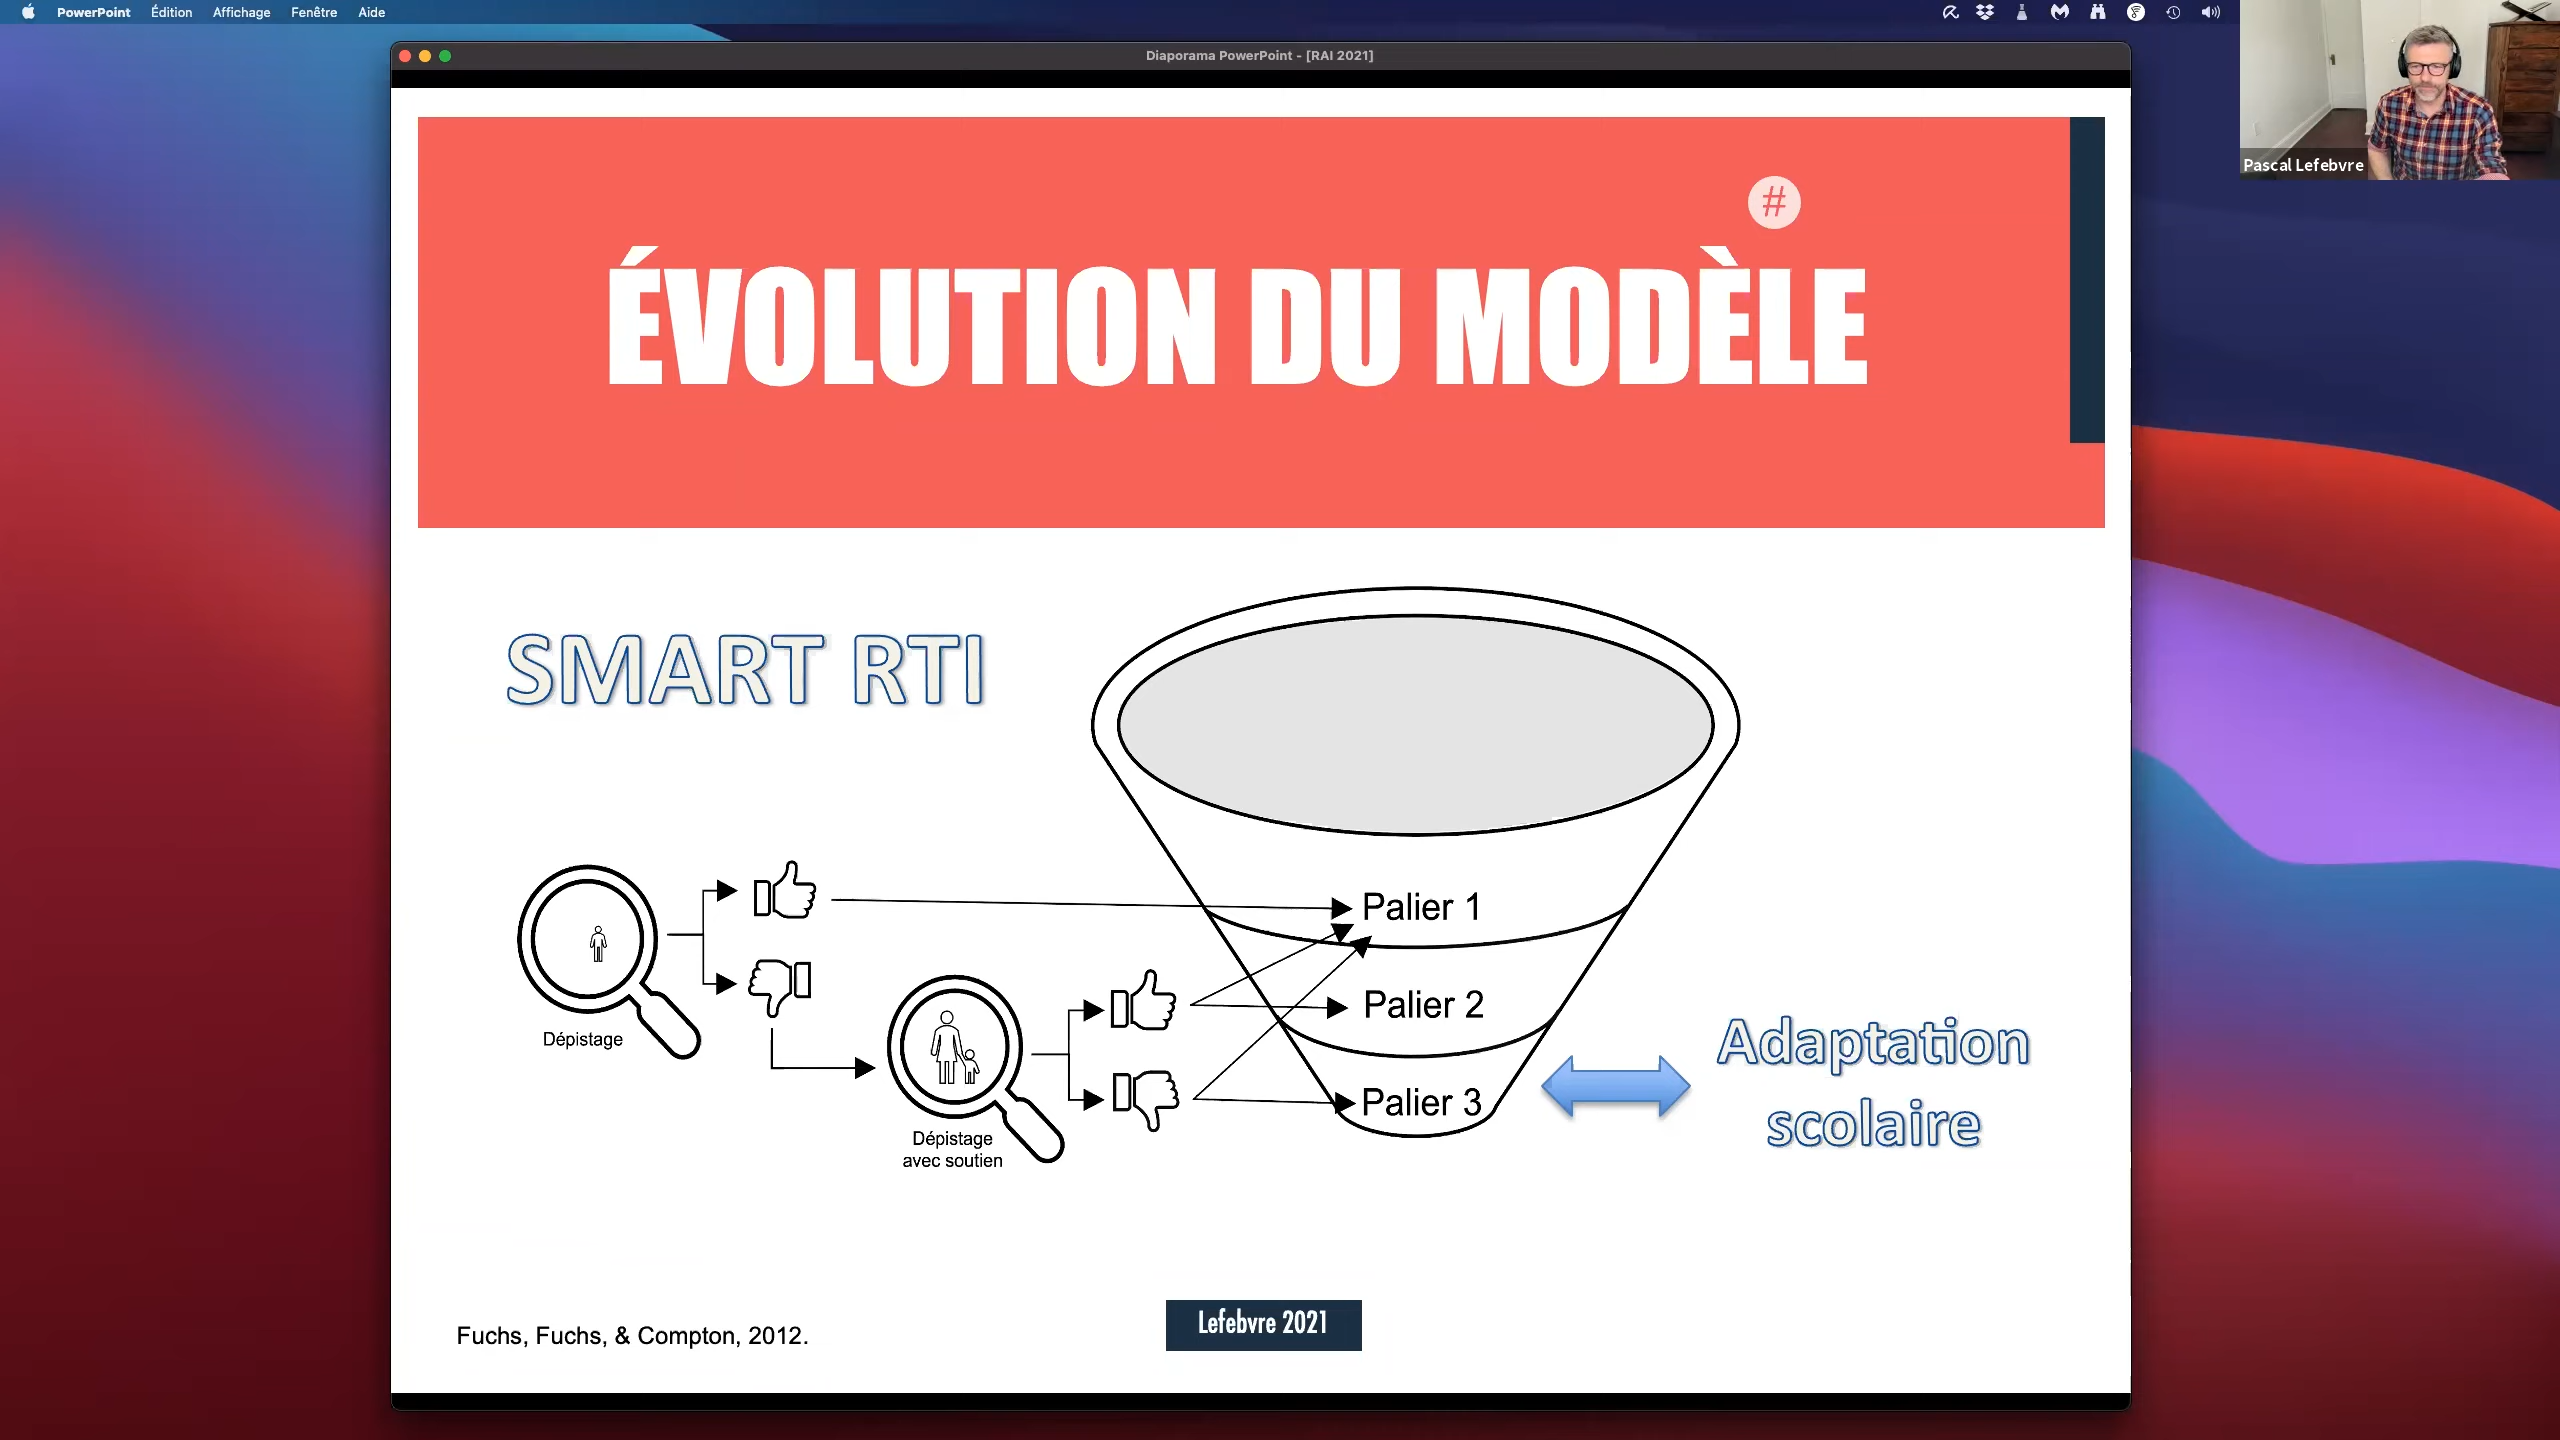 PowerPoint Édition Affichage Fenêtre Aide
Diaporama PowerPoint - [RAI 2021]
Pascal Lefebvre
#
ÉVOLUTION DU MODÈLE
SMART RTI
Palier 1
Palier 2
Palier 3
Dépistage
Dépistage
avec soutien
Adaptation
scolaire
Fuchs, Fuchs, & Compton, 2012.
Lefebvre 2021